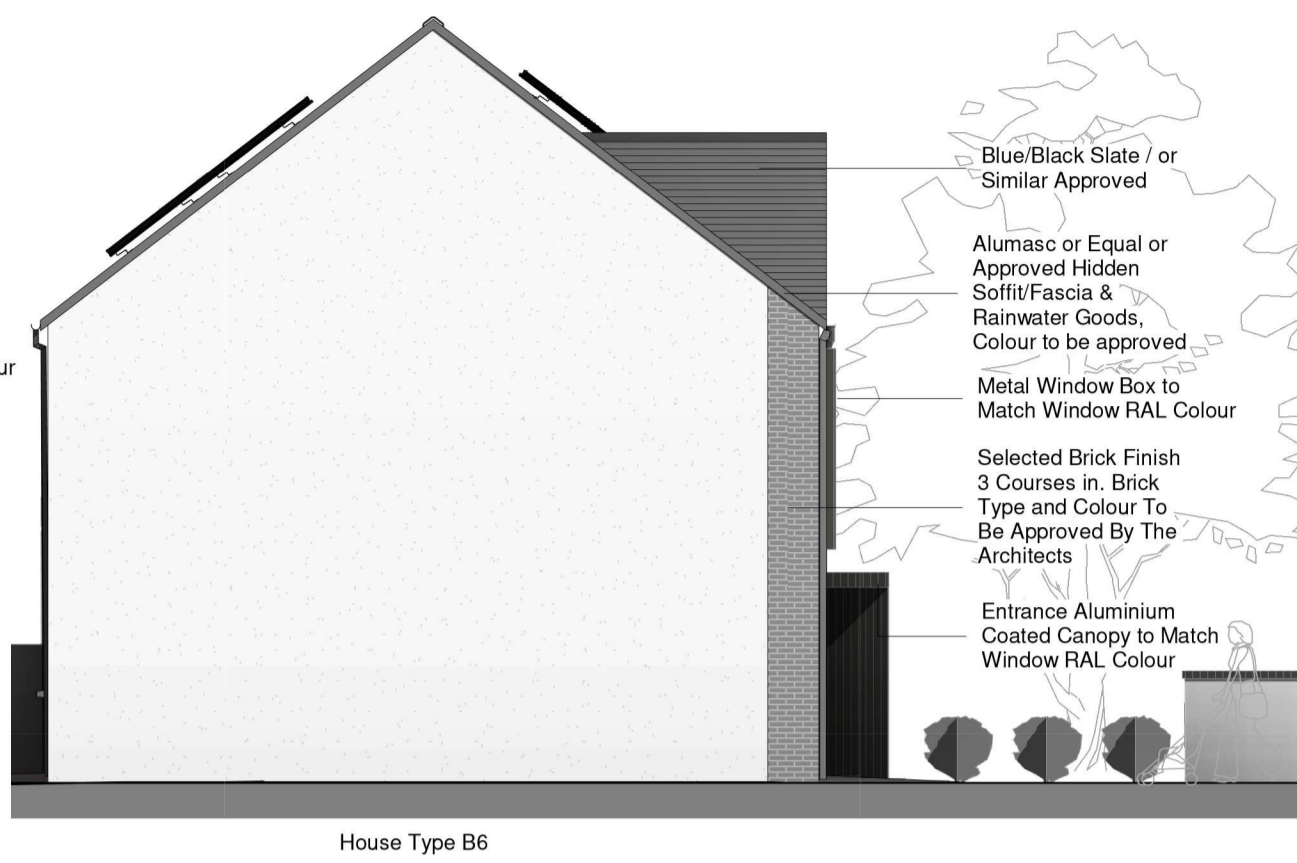 Blue/Black Slate / or
Similar Approved
Alumasc or Equal or
Approved Hidden
Soffit/Fascia &
Rainwater Goods,
Colour to be approved
ur
Metal Window Box to
Match Window RAL Colour
Selected Brick Finish
3 Courses in. Brick
Type and Colour To
Be Approved By The
Architects
Entrance Aluminium
Coated Canopy to Match
Window RAL Colour
House Type B6